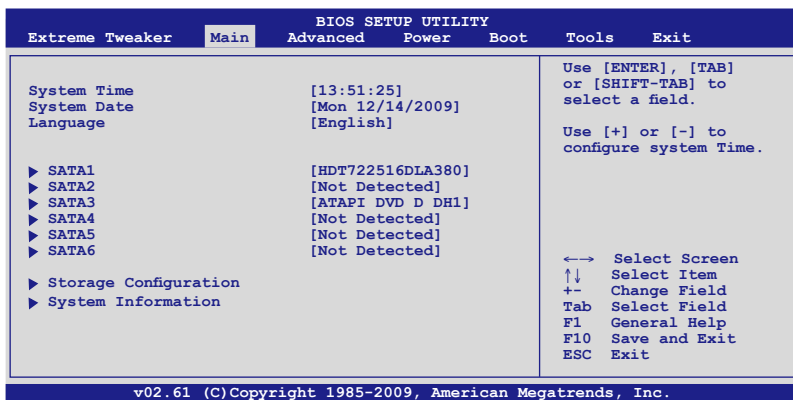 BIOS SETUP UTILITY
Extreme Tweaker Main Advanced Power Boot Tools Exit
System Time [13:51:25]
System Date [Mon 12/14/2009]
Language [English]
▶ SATA1 [HDT722516DLA380]
▶ SATA2 [Not Detected]
▶ SATA3 [ATAPI DVD D DH1]
▶ SATA4 [Not Detected]
▶ SATA5 [Not Detected]
▶ SATA6 [Not Detected]
▶ Storage Configuration
▶ System Information
Use [ENTER], [TAB]
or [SHIFT-TAB] to
select a field.
Use [+] or [-] to
configure system Time.
←→ Select Screen
↑↓ Select Item
+- Change Field
Tab Select Field
F1 General Help
F10 Save and Exit
ESC Exit
v02.61 (C)Copyright 1985-2009, American Megatrends, Inc.